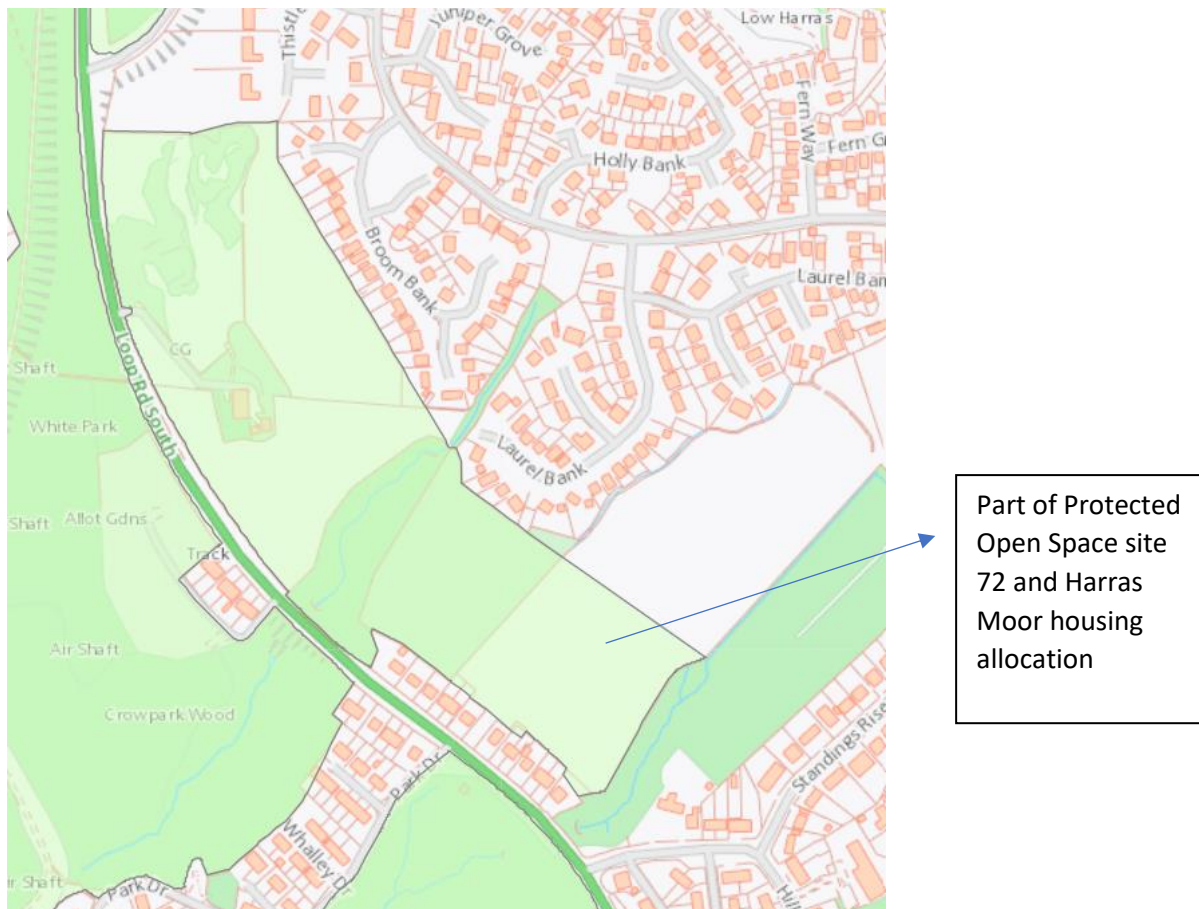 Low Harras
Juniper Grove
Thistle
Fern Way
Fern G
Holly Bank
Broom Bank
Laurel Ban
CG
Loop Rd South
Shaft
White Park
Laurel Bank
Shaft
Allot Gdns
Track
Air Shaft
Crowpark Wood
Standings Rise
Park Dr
Whalley Dr
Park Dr
ir Shaft
Hill
Part of Protected
Open Space site
72 and Harras
Moor housing
allocation